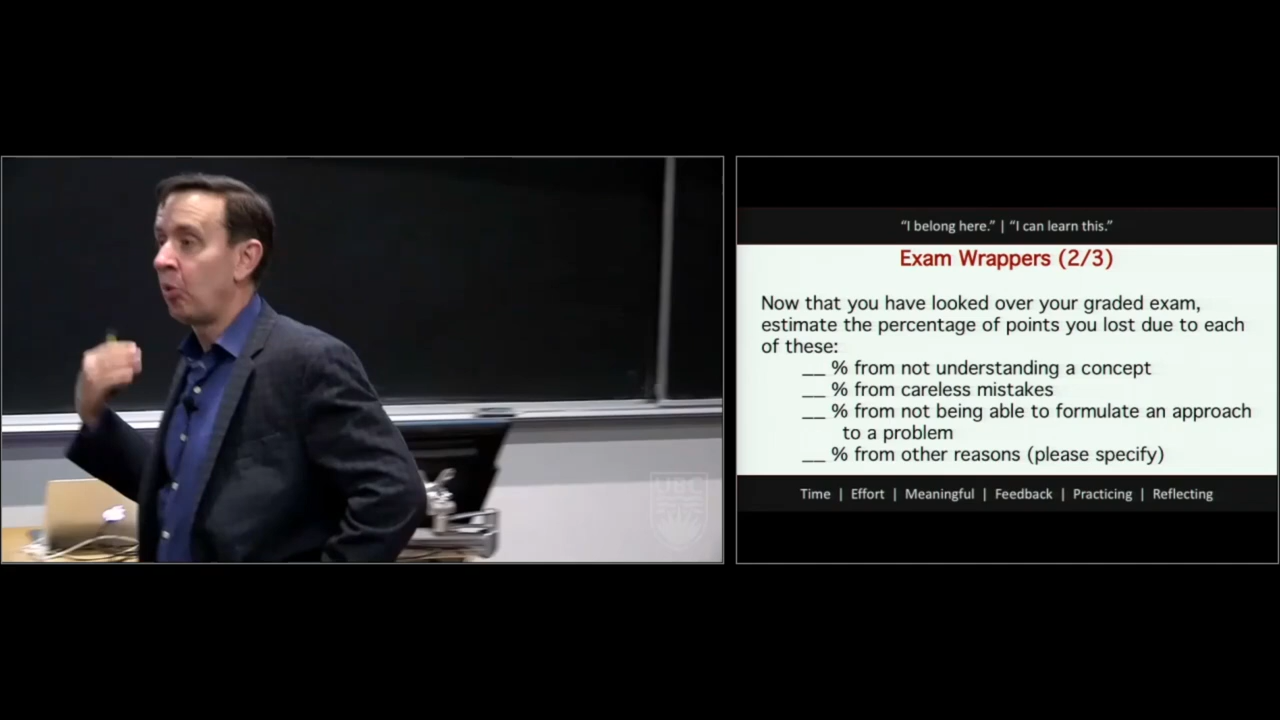 “I belong here.” | “I can learn this.”
Exam Wrappers (2/3)
Now that you have looked over your graded exam,
estimate the percentage of points you lost due to each
of these:
__ % from not understanding a concept
__ % from careless mistakes
__ % from not being able to formulate an approach
to a problem
__ % from other reasons (please specify)
Time | Effort | Meaningful | Feedback | Practicing | Reflecting
UBC